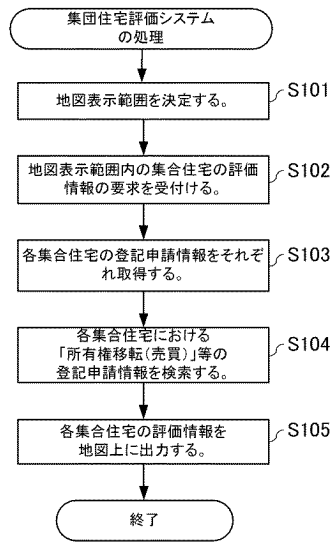 集団住宅評価システム
の処理
地図表示範囲を決定する。
S101
地図表示範囲内の集合住宅の評価
情報の要求を受付ける。
S102
各集合住宅の登記申請情報をそれぞ
れ取得する。
S103
各集合住宅における
「所有権移転(売買)」等の
登記申請情報を検索する。
S104
各集合住宅の評価情報を
地図上に出力する。
S105
終了